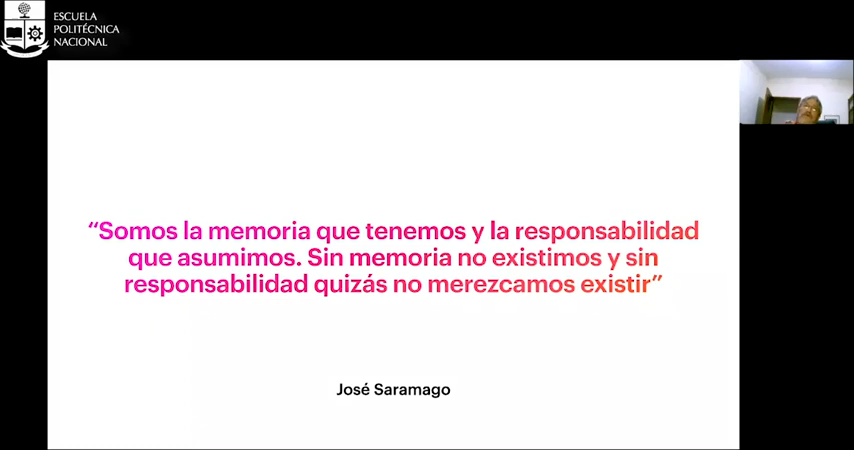 ESCUELA
POLITÉCNICA
NACIONAL
“Somos la memoria que tenemos y la responsabilidad
que asumimos. Sin memoria no existimos y sin
responsabilidad quizás no merezcamos existir”
José Saramago